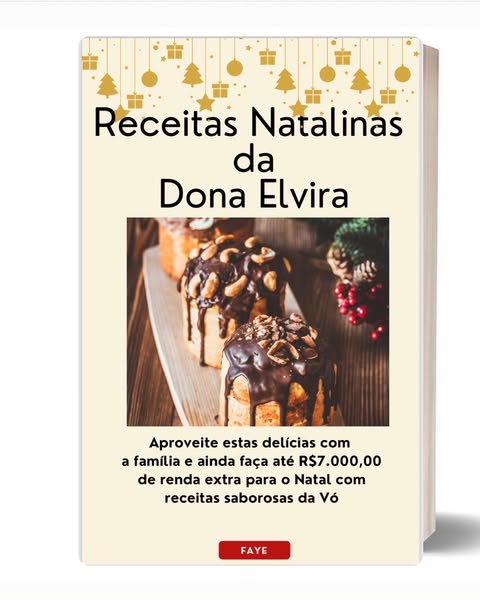 Receitas Natalinas
da
Dona Elvira
Aproveite estas delícias com
a família e ainda faça até R$7.000,00
de renda extra para o Natal com
receitas saborosas da Vó
FAYE